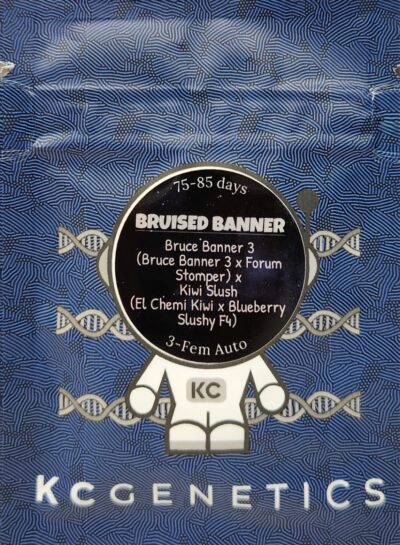 75-85 days
BRUISED BANNER
Bruce Banner 3
(Bruce Banner 3 x Forum
Stomper) x
Kiwi Slush
(El Chemi Kiwi x Blueberry
Slushy F4)
3-Fem Auto
KC
KCGENETICS